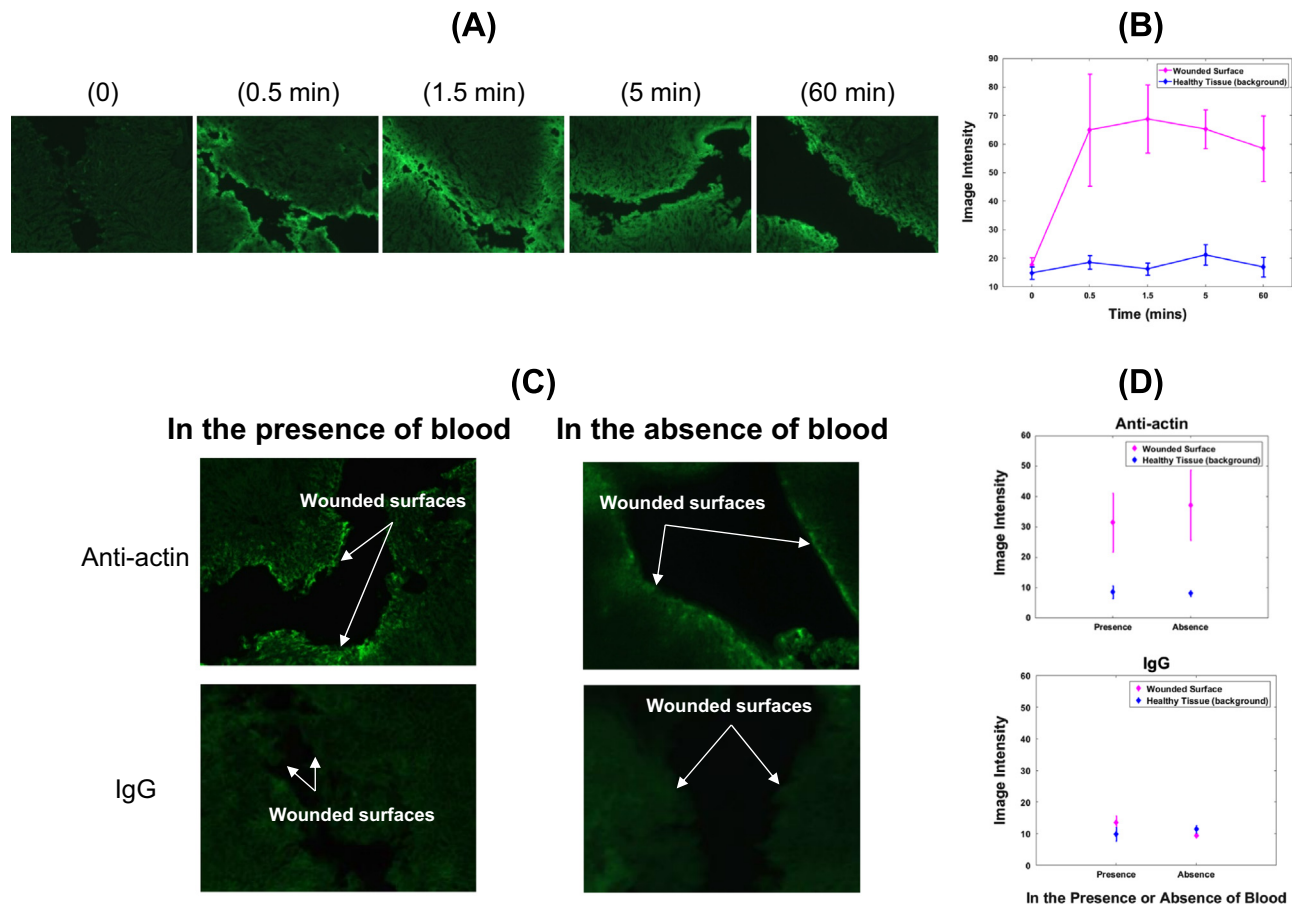 (A)
(0)
(0.5 min)
(1.5 min)
(5 min)
(60 min)
(B)
90
80
70
60
50
40
30
20
10
Image Intensity
Wounded Surface
Healthy Tissue (background)
0
0.5
1.5
5
60
Time (mins)
(C)
In the presence of blood
In the absence of blood
Anti-actin
Wounded surfaces
Wounded surfaces
IgG
Wounded surfaces
Wounded surfaces
(D)
Anti-actin
60
50
40
30
20
10
0
Image Intensity
Wounded Surface
Healthy Tissue (background)
Presence
Absence
IgG
60
50
40
30
20
10
0
Image Intensity
Wounded Surface
Healthy Tissue (background)
Presence
Absence
In the Presence or Absence of Blood